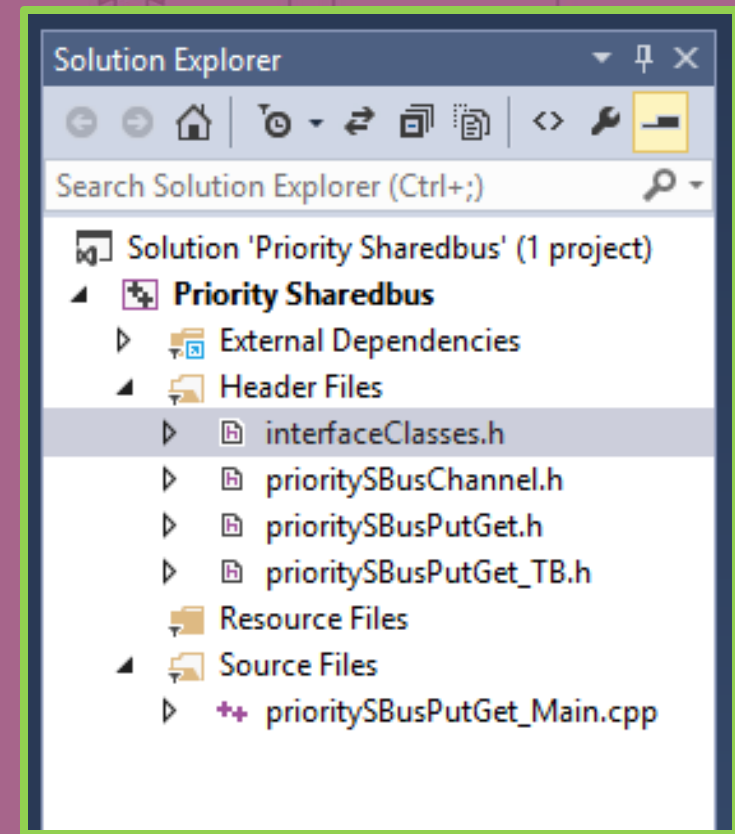 Solution Explorer
Search Solution Explorer (Ctrl+;)
Solution 'Priority Sharedbus' (1 project)
Priority Sharedbus
External Dependencies
Header Files
interfaceClasses.h
prioritySBusChannel.h
prioritySBusPutGet.h
prioritySBusPutGet_TB.h
Resource Files
Source Files
prioritySBusPutGet_Main.cpp